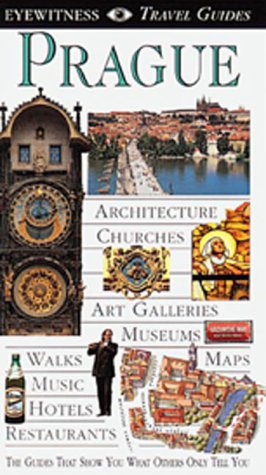 EYEWITNESS TRAVEL GUIDES
PRAGUE
ARCHITECTURE
CHURCHES
ART GALLERIES
MUSEUMS
WALKS
MAPS
MUSIC
HOTELS
RESTAURANTS
THE GUIDES THAT SHOW YOU WHAT OTHERS ONLY TELL YOU